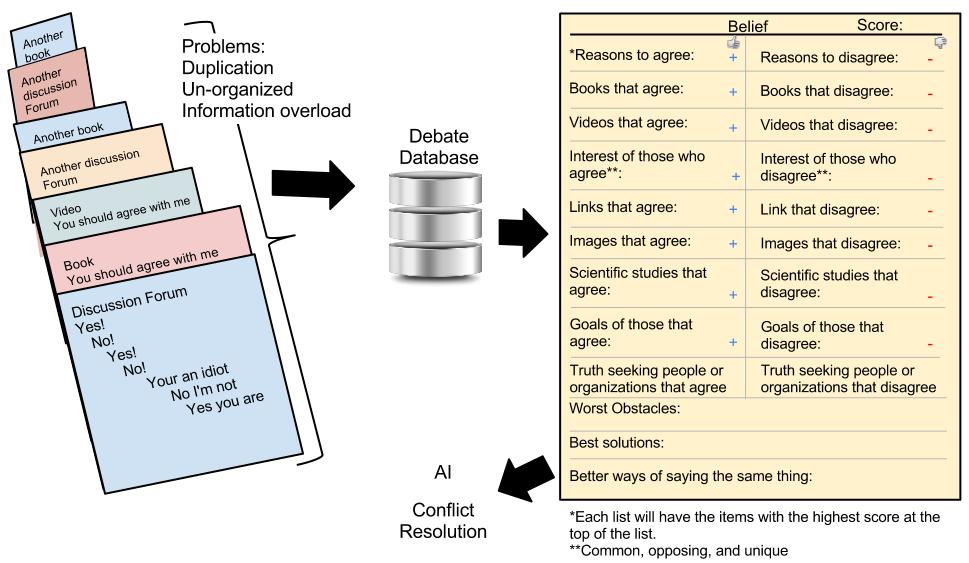 Another
book
Another
discussion
Forum
Another book
Another discussion
Forum
Video
You should agree with me
Book
You should agree with me
Discussion Forum
Yes!
No!
Yes!
No!
Your an idiot
No I'm not
Yes you are
Problems:
Duplication
Un-organized
Information overload
Debate
Database
Belief Score:
*Reasons to agree: + Reasons to disagree: -
Books that agree: + Books that disagree: -
Videos that agree: + Videos that disagree: -
Interest of those who
agree**: +
Interest of those who
disagree**: -
Links that agree: + Link that disagree: -
Images that agree: + Images that disagree: -
Scientific studies that
agree: +
Scientific studies that
disagree: -
Goals of those that
agree: +
Goals of those that
disagree: -
Truth seeking people or
organizations that agree
Truth seeking people or
organizations that disagree
Worst Obstacles:
Best solutions:
Better ways of saying the same thing:
*Each list will have the items with the highest score at the
top of the list.
**Common, opposing, and unique
AI
Conflict
Resolution